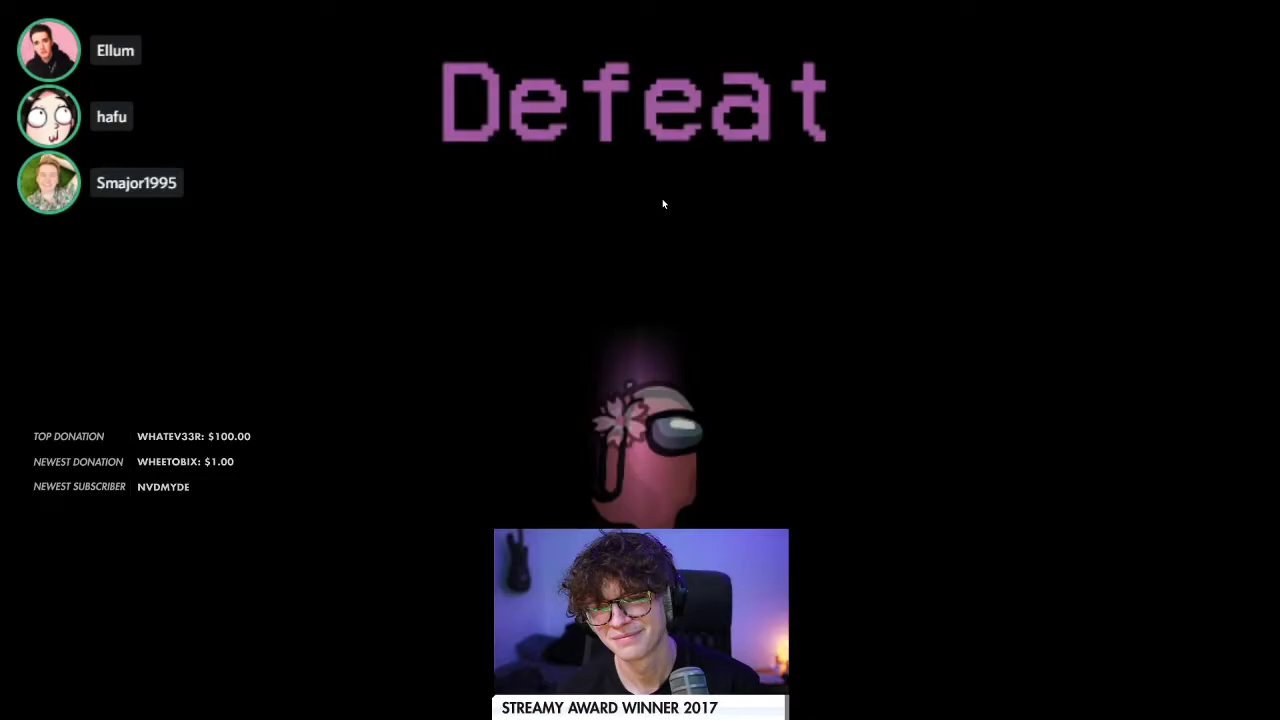 Ellum
Defeat
hafu
Smajor1995
TOP DONATION WHATEV33R: $100.00
NEWEST DONATION WHEETOBIX: $1.00
NEWEST SUBSCRIBER NVDMYDE
STREAMY AWARD WINNER 2017